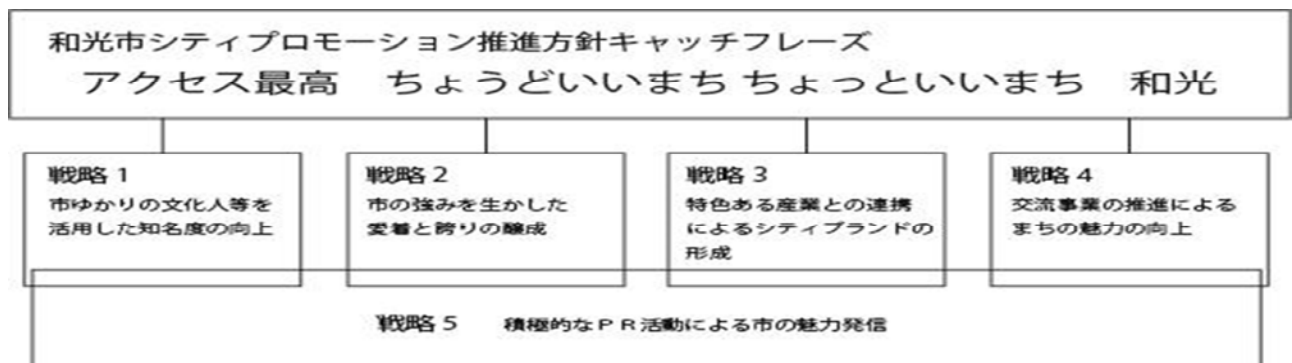 和光市シティプロモーション推進方針キャッチフレーズ
アクセス最高　ちょうどいいまち ちょっといいまち　和光
戦略１
市ゆかりの文化人等を
活用した知名度の向上
戦略２
市の強みを生かした
愛着と誇りの醸成
戦略３
特色ある産業との連携
によるシティブランドの
形成
戦略４
交流事業の推進による
まちの魅力の向上
戦略５　積極的なＰＲ活動による市の魅力発信